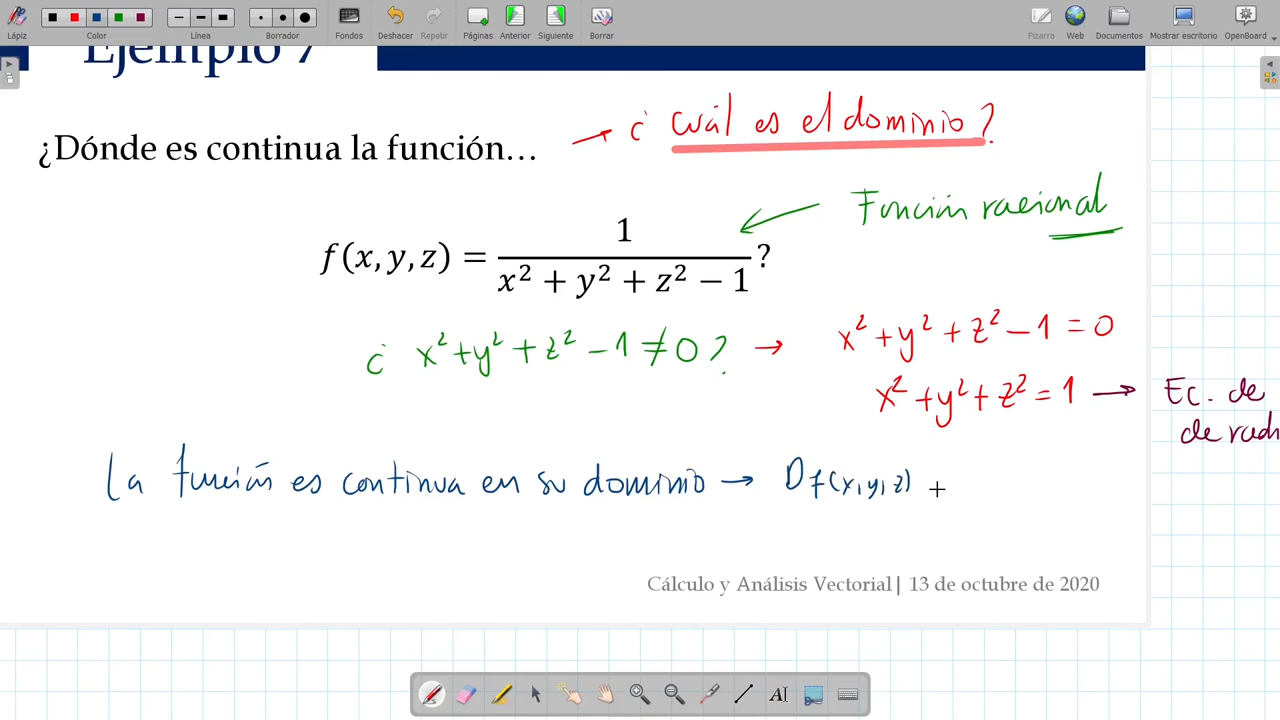 Lápiz Color Línea Borrador Fondos Deshacer Repetir Páginas Anterior Siguiente Borrar Pizarra Web Documentos Mostrar escritorio OpenBoard
Ejemplo 7
→ ¿ Cuál es el dominio?
¿Dónde es continua la función…
Función racional
f(x, y, z) = 1 / (x² + y² + z² − 1) ?
¿ x² + y² + z² − 1 ≠ 0 ? → x² + y² + z² − 1 = 0
x² + y² + z² = 1 → Ec. de
de radi
La función es continua en su dominio → D f(x, y, z)
Cálculo y Análisis Vectorial| 13 de octubre de 2020
AI